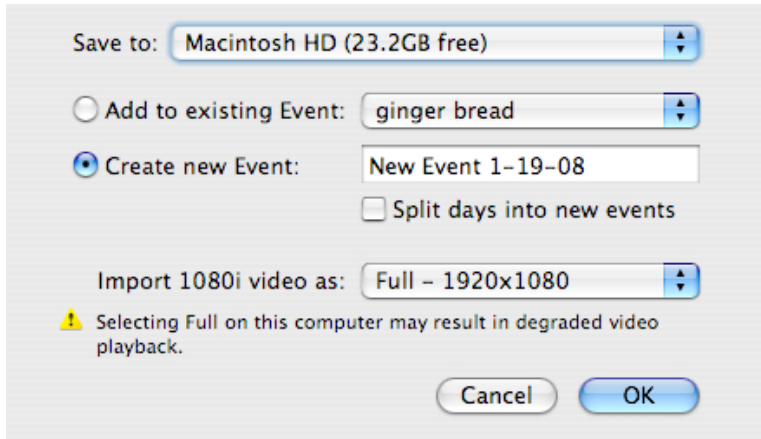 Save to: Macintosh HD (23.2GB free)
Add to existing Event: ginger bread
Create new Event: New Event 1-19-08
Split days into new events
Import 1080i video as: Full - 1920x1080
Selecting Full on this computer may result in degraded video
playback.
Cancel OK